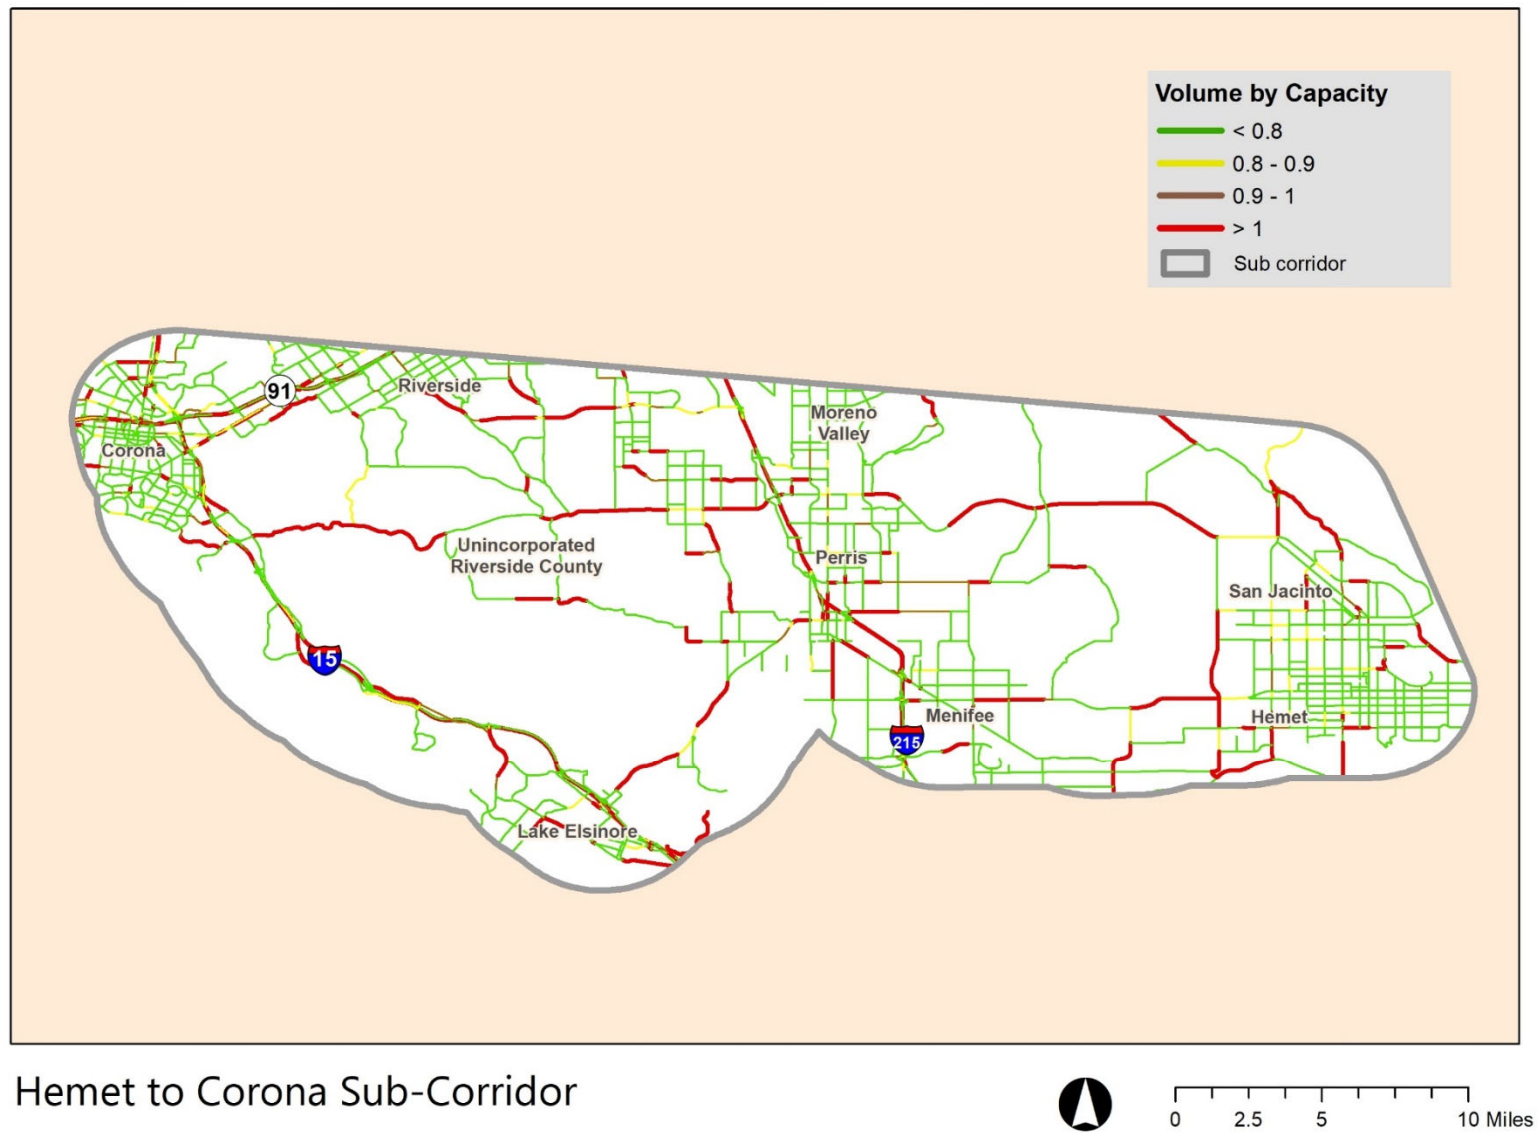 Volume by Capacity
< 0.8
0.8 - 0.9
0.9 - 1
> 1
Sub corridor
91
Riverside
Moreno
Valley
Corona
Unincorporated
Riverside County
Perris
San Jacinto
15
Menifee
Hemet
215
Lake Elsinore
Hemet to Corona Sub-Corridor
0 2.5 5 10 Miles